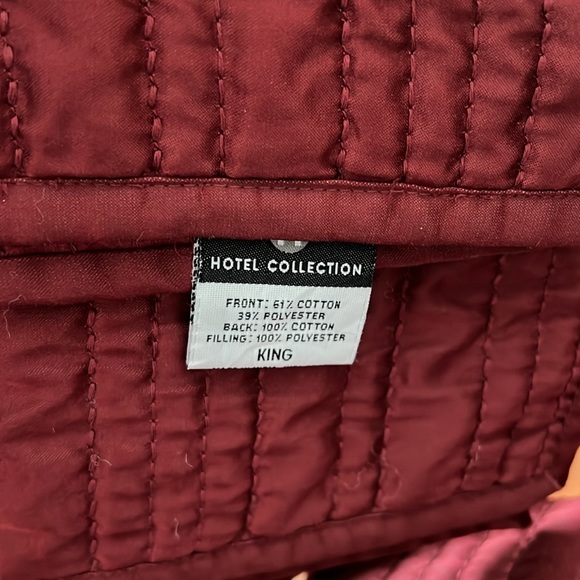 HOTEL COLLECTION
FRONT: 61% COTTON
39% POLYESTER
BACK: 100% COTTON
FILLING: 100% POLYESTER
KING